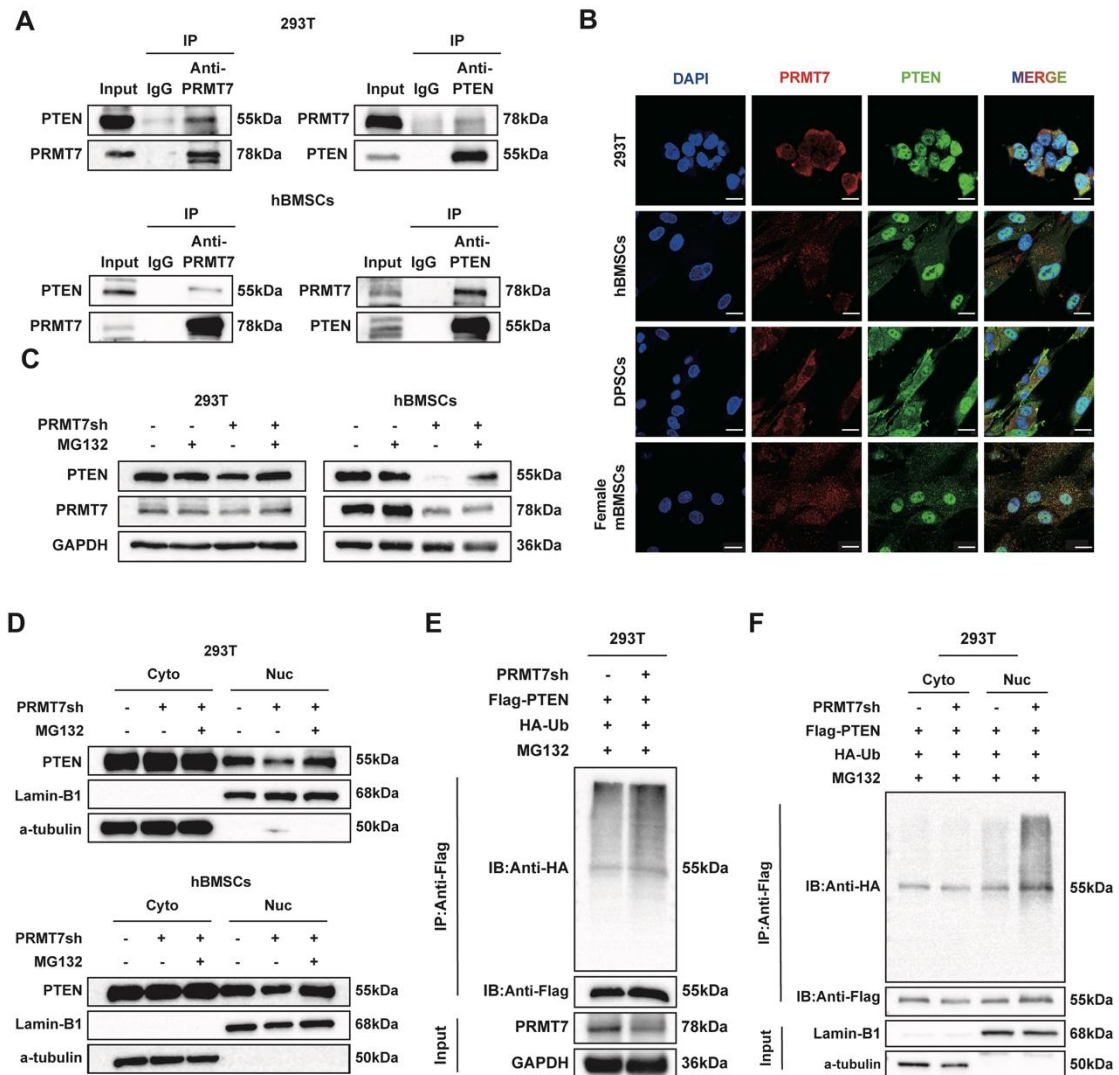 A
293T
IP
Input IgG Anti-PRMT7
PTEN 55kDa
PRMT7 78kDa
IP
Input IgG Anti-PTEN
PRMT7 78kDa
PTEN 55kDa
hBMSCs
IP
Input IgG Anti-PRMT7
PTEN 55kDa
PRMT7 78kDa
IP
Input IgG Anti-PTEN
PRMT7 78kDa
PTEN 55kDa
B
DAPI PRMT7 PTEN MERGE
293T
hBMSCs
DPSCs
Female mBMSCs
C
293T hBMSCs
PRMT7sh - - + + - - + +
MG132 - + - + - + - +
PTEN 55kDa
PRMT7 78kDa
GAPDH 36kDa
D
293T
Cyto Nuc
PRMT7sh - + + - + +
MG132 + +
PTEN 55kDa
Lamin-B1 68kDa
a-tubulin 50kDa
hBMSCs
Cyto Nuc
PRMT7sh - + + - + +
MG132 + +
PTEN 55kDa
Lamin-B1 68kDa
a-tubulin 50kDa
E
293T
PRMT7sh - +
Flag-PTEN + +
HA-Ub + +
MG132 + +
IP:Anti-Flag
IB:Anti-HA 55kDa
IB:Anti-Flag 55kDa
Input
PRMT7 78kDa
GAPDH 36kDa
F
293T
Cyto Nuc
PRMT7sh - + - +
Flag-PTEN + + + +
HA-Ub + + + +
MG132 + + + +
IP:Anti-Flag
IB:Anti-HA 55kDa
IB:Anti-Flag 55kDa
Input
Lamin-B1 68kDa
a-tubulin 50kDa